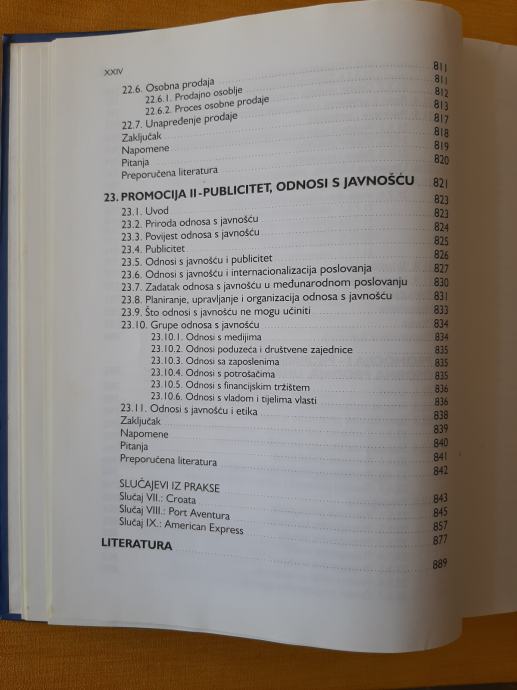 XXIV
22.6. Osobna prodaja 811
22.6.1. Prodajno osoblje 811
22.6.2. Proces osobne prodaje 812
22.7. Unapređenje prodaje 813
Zaključak 817
Napomene 818
Pitanja 819
Preporučena literatura 820
23. PROMOCIJA II - PUBLICITET, ODNOSI S JAVNOŠĆU 821
23.1. Uvod 823
23.2. Priroda odnosa s javnošću 823
23.3. Povijest odnosa s javnošću 824
23.4. Publicitet 825
23.5. Odnosi s javnošću i publicitet 826
23.6. Odnosi s javnošću i internacionalizacija poslovanja 827
23.7. Zadatak odnosa s javnošću u međunarodnom poslovanju 830
23.8. Planiranje, upravljanje i organizacija odnosa s javnošću 831
23.9. Što odnosi s javnošću ne mogu učiniti 833
23.10. Grupe odnosa s javnošću 834
23.10.1. Odnosi s medijima 834
23.10.2. Odnosi poduzeća i društvene zajednice 835
23.10.3. Odnosi sa zaposlenima 835
23.10.4. Odnosi s potrošačima 835
23.10.5. Odnosi s financijskim tržištem 836
23.10.6. Odnosi s vladom i tijelima vlasti 836
23.11. Odnosi s javnošću i etika 838
Zaključak 839
Napomene 840
Pitanja 841
Preporučena literatura 842
SLUČAJEVI IZ PRAKSE 843
Slučaj VII.: Croata 845
Slučaj VIII.: Port Aventura 857
Slučaj IX.: American Express 877
LITERATURA 889